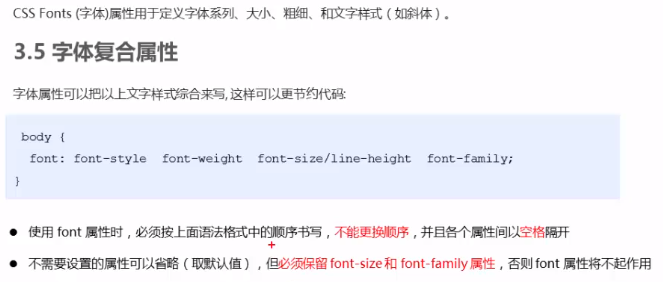 CSS Fonts (字体)属性用于定义字体系列、大小、粗细、和文字样式（如斜体）。
3.5 字体复合属性
字体属性可以把以上文字样式综合来写, 这样可以更节约代码:
body {
font: font-style font-weight font-size/line-height font-family;
}
● 使用 font 属性时，必须按上面语法格式中的顺序书写，不能更换顺序，并且各个属性间以空格隔开
● 不需要设置的属性可以省略（取默认值），但必须保留 font-size 和 font-family 属性，否则 font 属性将不起作用